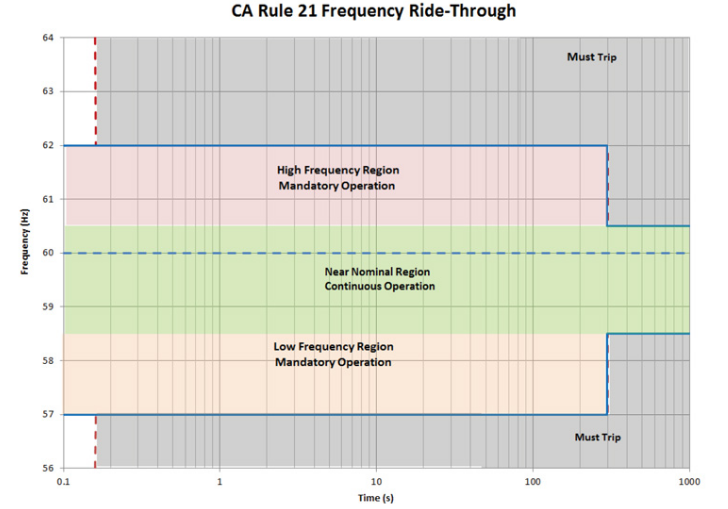 CA Rule 21 Frequency Ride-Through
64
Must Trip
63
62
High Frequency Region
Mandatory Operation
61
60
Near Nominal Region
Continuous Operation
59
Low Frequency Region
58
Mandatory Operation
57
Must Trip
56
Frequency (Hz)
0.1
1
10
100
1000
Time (s)